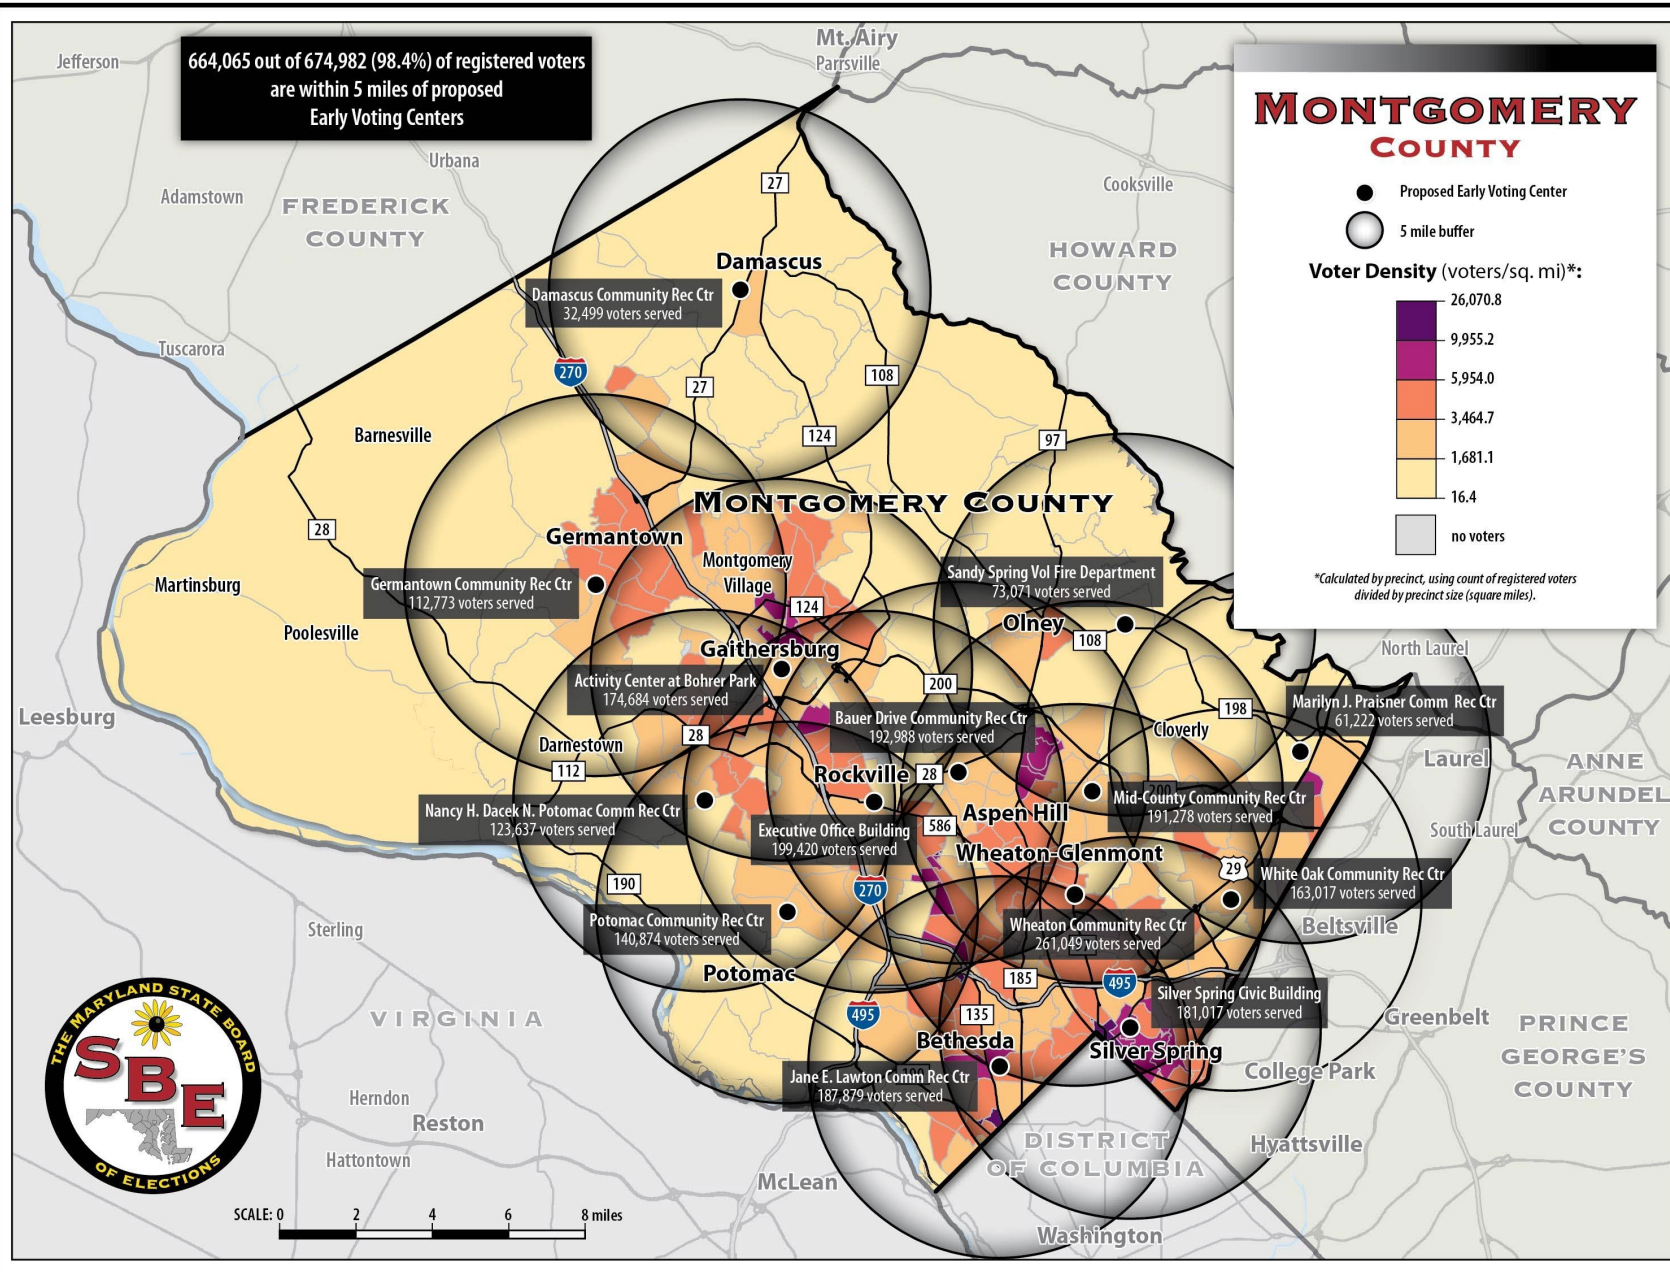 664,065 out of 674,982 (98.4%) of registered voters
are within 5 miles of proposed
Early Voting Centers
MONTGOMERY
COUNTY
Proposed Early Voting Center
5 mile buffer
Voter Density (voters/sq. mi)*:
26,070.8
9,955.2
5,954.0
3,464.7
1,681.1
16.4
no voters
*Calculated by precinct, using count of registered voters
divided by precinct size (square miles).
Jefferson
Mt. Airy
Parrsville
Urbana
Adamstown
FREDERICK
COUNTY
Cooksville
HOWARD
COUNTY
27
Damascus
Damascus Community Rec Ctr
32,499 voters served
Tuscarora
270
27
108
Barnesville
124
97
MONTGOMERY COUNTY
28
Germantown
Montgomery
Village
Germantown Community Rec Ctr
112,773 voters served
Martinsburg
Sandy Spring Vol Fire Department
73,071 voters served
124
Olney
108
Poolesville
Gaithersburg
North Laurel
Activity Center at Bohrer Park
174,684 voters served
200
Marilyn J. Praisner Comm Rec Ctr
61,222 voters served
198
Leesburg
Bauer Drive Community Rec Ctr
192,988 voters served
Cloverly
28
Darnestown
112
Laurel
ANNE
ARUNDEL
COUNTY
Rockville
28
Nancy H. Dacek N. Potomac Comm Rec Ctr
123,637 voters served
200
Mid-County Community Rec Ctr
191,278 voters served
Aspen Hill
Executive Office Building
199,420 voters served
586
South Laurel
Wheaton-Glenmont
29
White Oak Community Rec Ctr
163,017 voters served
190
270
Potomac Community Rec Ctr
140,874 voters served
Wheaton Community Rec Ctr
261,049 voters served
Beltsville
Sterling
Potomac
185
495
Silver Spring Civic Building
181,017 voters served
VIRGINIA
495
135
Greenbelt
PRINCE
GEORGE'S
COUNTY
Bethesda
Silver Spring
Jane E. Lawton Comm Rec Ctr
187,879 voters served
College Park
Herndon
Reston
Hattontown
DISTRICT
OF COLUMBIA
Hyattsville
McLean
Washington
THE MARYLAND STATE BOARD
SBE
OF ELECTIONS
SCALE: 0 2 4 6 8 miles